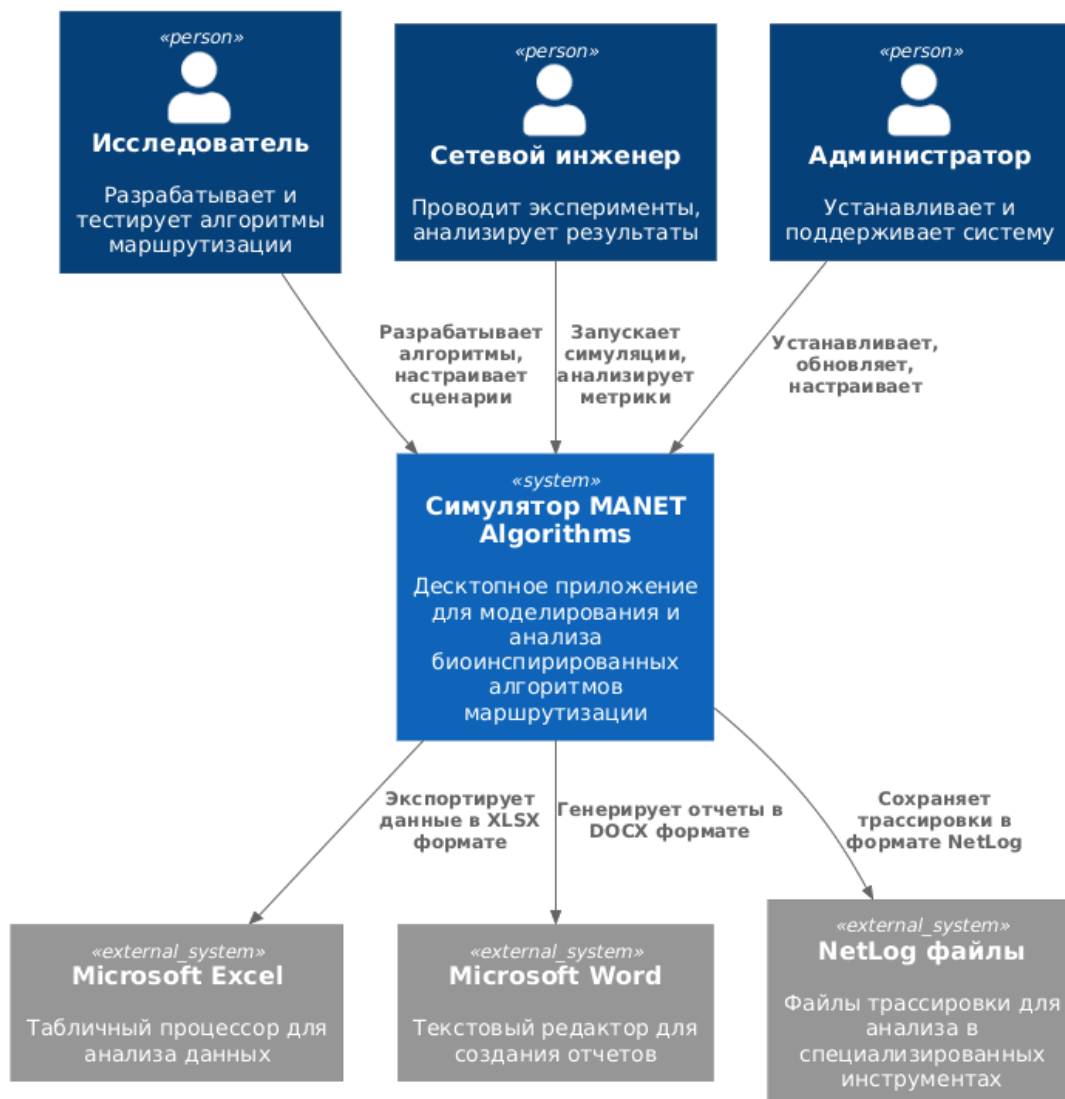 «person»
Исследователь
Разрабатывает и
тестирует алгоритмы
маршрутизации
«person»
Сетевой инженер
Проводит эксперименты,
анализирует результаты
«person»
Администратор
Устанавливает и
поддерживает систему
Разрабатывает
алгоритмы,
настраивает
сценарии
Запускает
симуляции,
анализирует
метрики
Устанавливает,
обновляет,
настраивает
«system»
Симулятор MANET
Algorithms
Десктопное приложение
для моделирования и
анализа
биоинспирированных
алгоритмов
маршрутизации
Экспортирует
данные в XLSX
формате
Генерирует отчеты в
DOCX формате
Сохраняет
трассировки в
формате NetLog
«external_system»
Microsoft Excel
Табличный процессор для
анализа данных
«external_system»
Microsoft Word
Текстовый редактор для
создания отчетов
«external_system»
NetLog файлы
Файлы трассировки для
анализа в
специализированных
инструментах